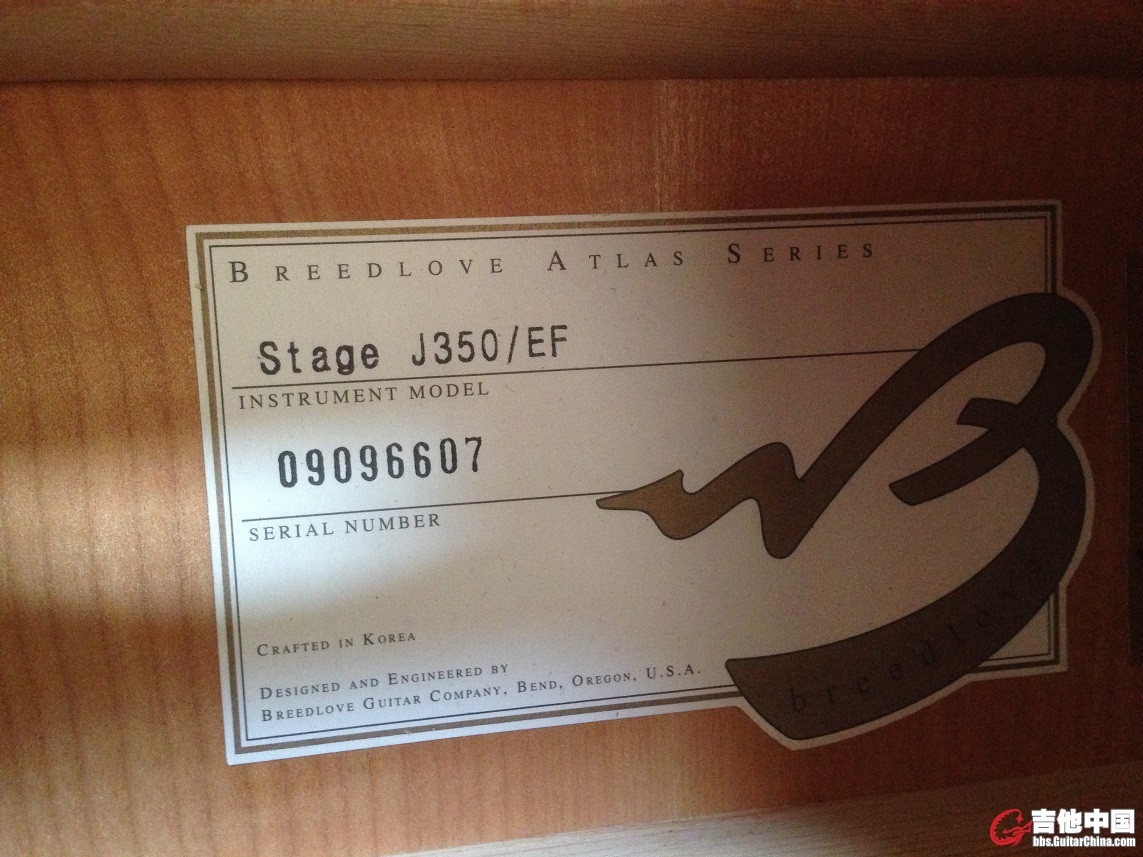 BREEDLOVE ATLAS SERIES
Stage J350/EF
INSTRUMENT MODEL
09096607
SERIAL NUMBER
CRAFTED IN KOREA
DESIGNED AND ENGINEERED BY
BREEDLOVE GUITAR COMPANY, BEND, OREGON, U.S.A.
breedlove
吉他中国
bbs.GuitarChina.com